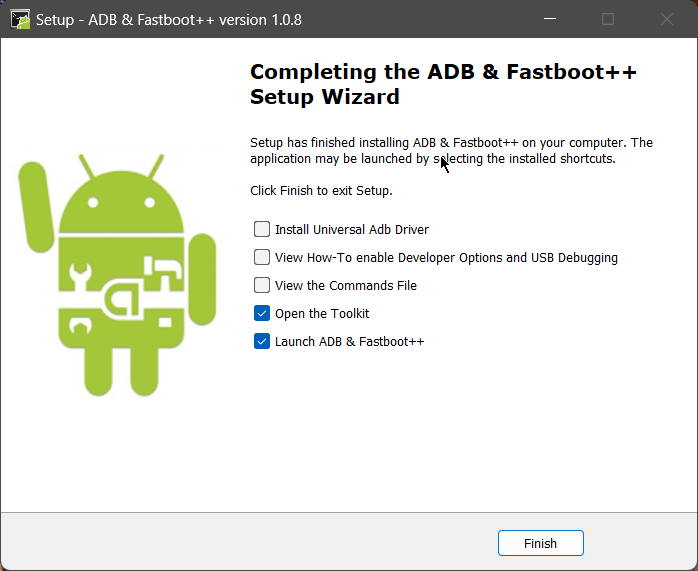 Setup - ADB & Fastboot++ version 1.0.8
Completing the ADB & Fastboot++
Setup Wizard
Setup has finished installing ADB & Fastboot++ on your computer. The
application may be launched by selecting the installed shortcuts.
Click Finish to exit Setup.
Install Universal Adb Driver
View How-To enable Developer Options and USB Debugging
View the Commands File
Open the Toolkit
Launch ADB & Fastboot++
Finish